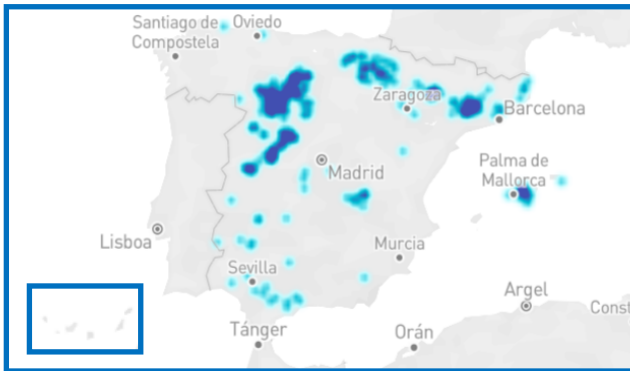 Santiago de
Compostela
Oviedo
Zaragoza
Barcelona
Madrid
Palma de
Mallorca
Lisboa
Murcia
Sevilla
Argel
Const
Tánger
Orán